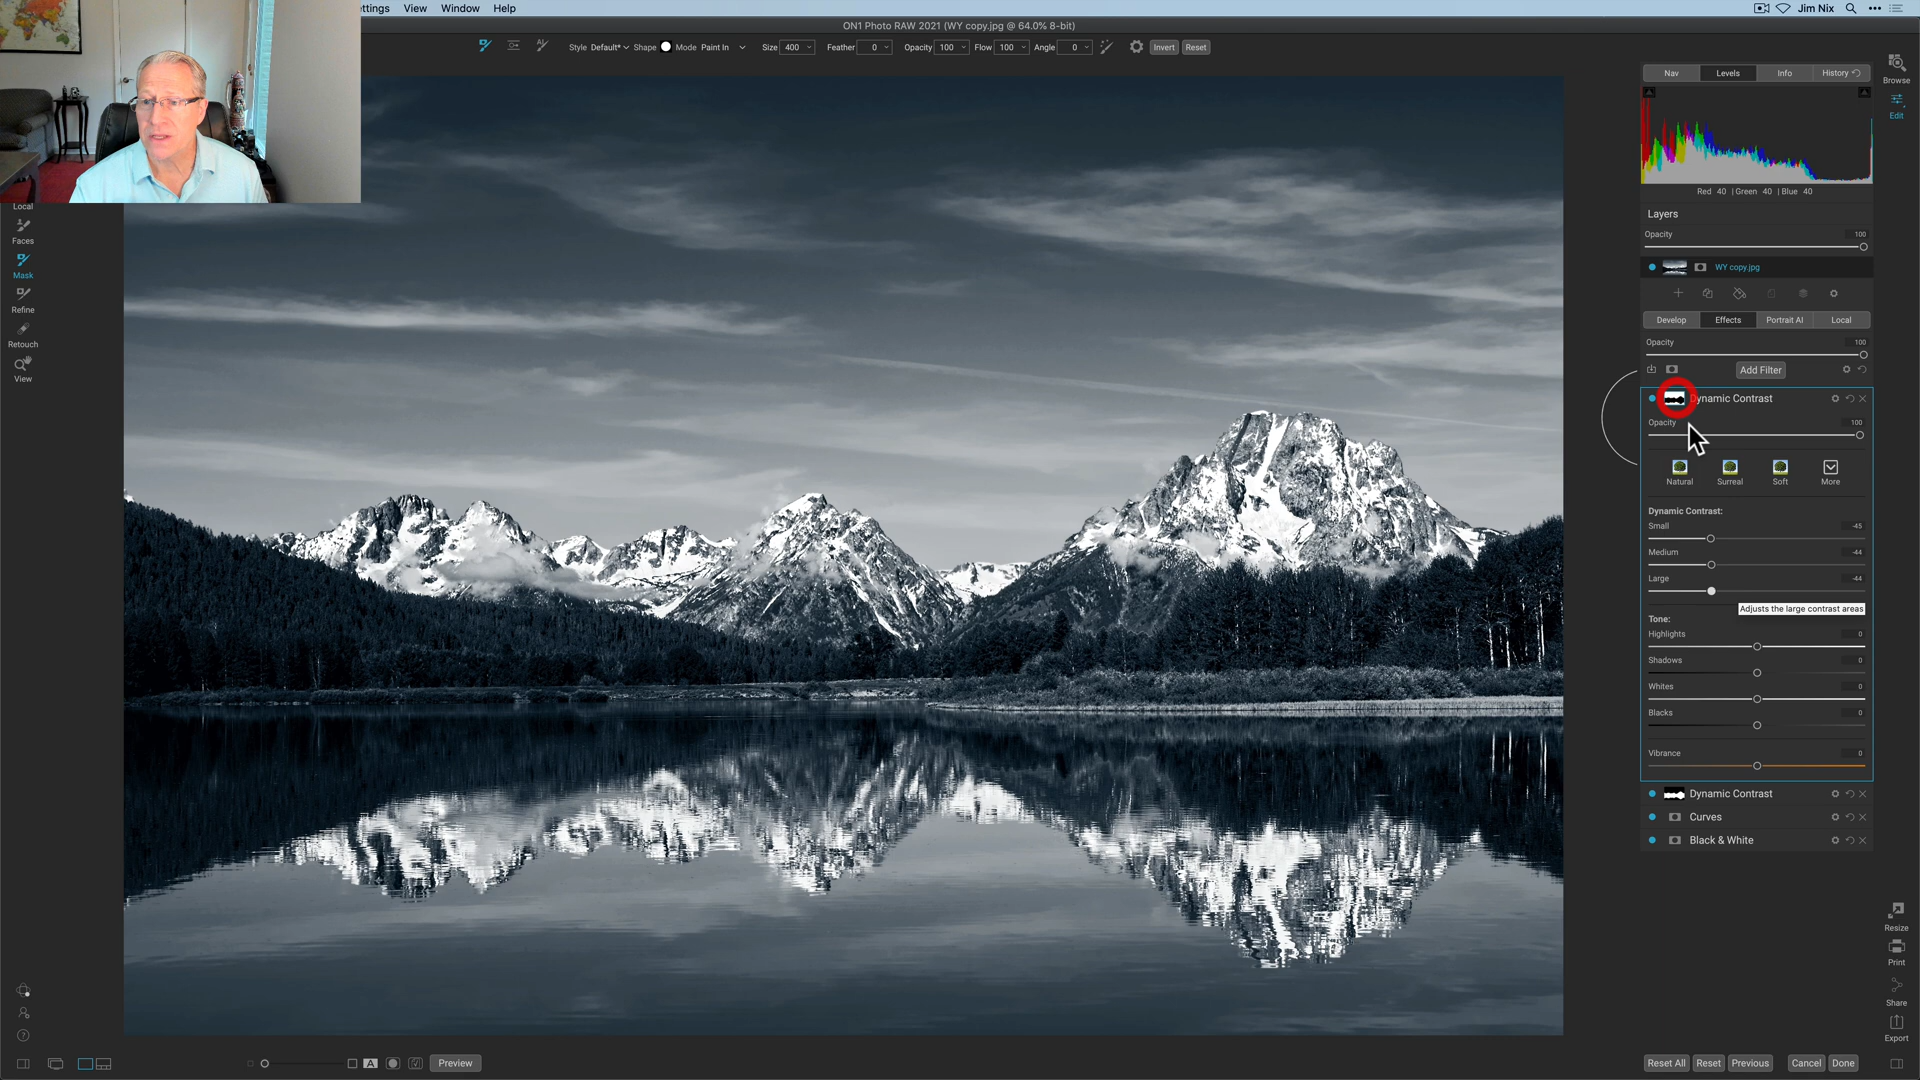 ttings View Window Help Jim Nix
ON1 Photo RAW 2021 (WY copy.jpg @ 64.0% 8-bit)
Style Default* Shape Mode Paint In Size 400 Feather 0 Opacity 100 Flow 100 Angle 0 Invert Reset
Nav Levels Info History
Browse
Edit
Red 40 | Green 40 | Blue 40
Local
Faces
Mask
Refine
Retouch
View
Layers
Opacity 100
WY copy.jpg
Develop Effects Portrait AI Local
Opacity 100
Add Filter
Dynamic Contrast
Opacity 100
Natural Surreal Soft More
Dynamic Contrast:
Small -45
Medium -44
Large -44
Adjusts the large contrast areas
Tone:
Highlights 0
Shadows 0
Whites 0
Blacks 0
Vibrance 0
Dynamic Contrast
Curves
Black & White
Resize
Print
Share
Export
A Preview
Reset All Reset Previous Cancel Done